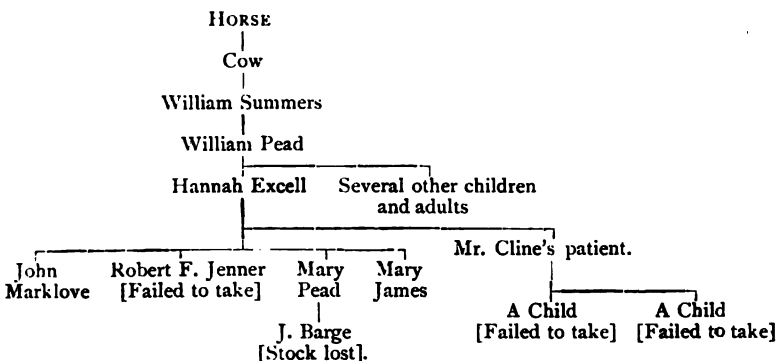 HORSE
Cow
William Summers
William Pead
Hannah Excell Several other children
and adults
Mr. Cline's patient.
John Robert F. Jenner Mary Mary
Marklove [Failed to take] Pead James
A Child A Child
[Failed to take] [Failed to take]
J. Barge
[Stock lost].